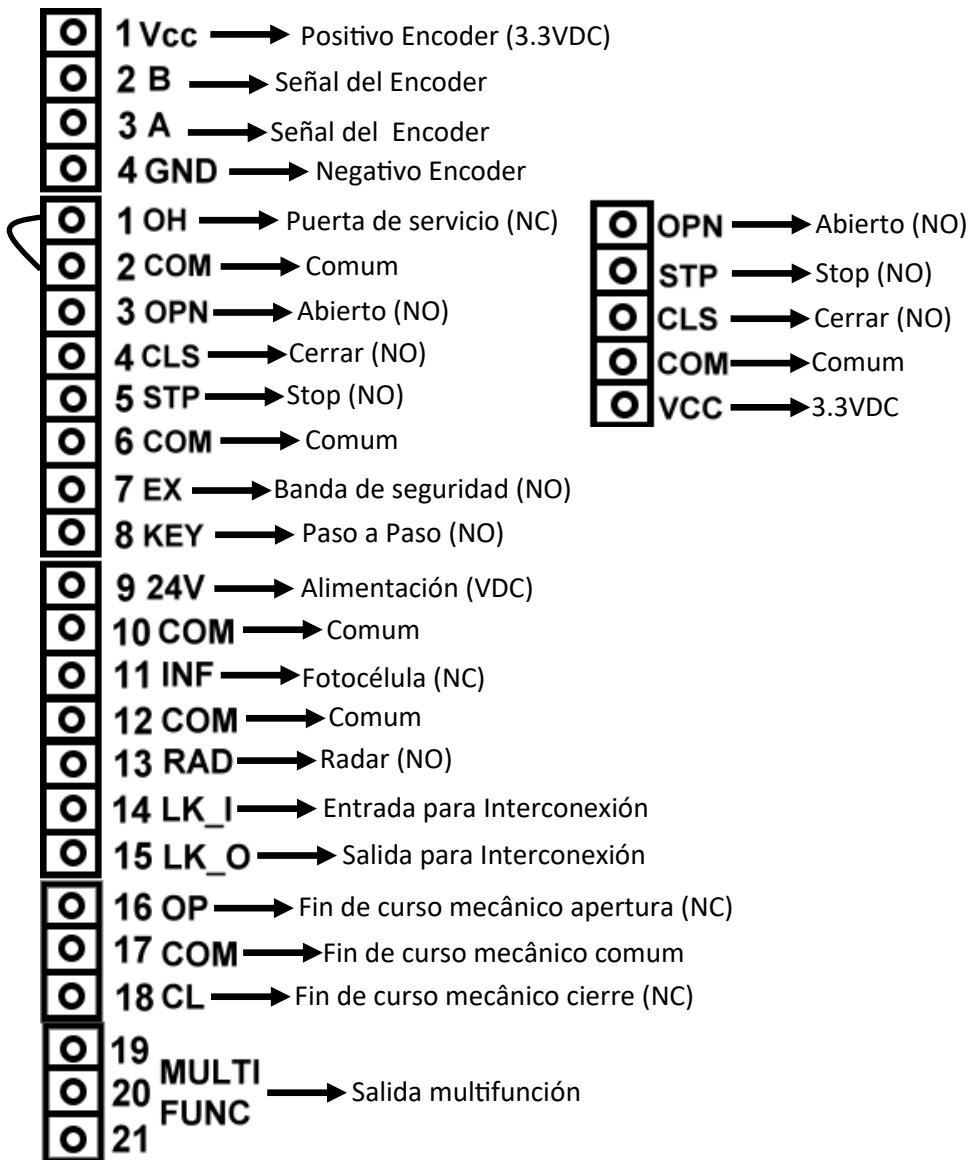 1 Vcc Positivo Encoder (3.3VDC)
2 B Señal del Encoder
3 A Señal del Encoder
4 GND Negativo Encoder
1 OH Puerta de servicio (NC)
2 COM Comum
3 OPN Abierto (NO)
4 CLS Cerrar (NO)
5 STP Stop (NO)
6 COM Comum
7 EX Banda de seguridad (NO)
8 KEY Paso a Paso (NO)
9 24V Alimentación (VDC)
10 COM Comum
11 INF Fotocélula (NC)
12 COM Comum
13 RAD Radar (NO)
14 LK_I Entrada para Interconexión
15 LK_O Salida para Interconexión
16 OP Fin de curso mecânico apertura (NC)
17 COM Fin de curso mecânico comum
18 CL Fin de curso mecânico cierre (NC)
19
20
21
MULTI
FUNC
Salida multifunción
OPN Abierto (NO)
STP Stop (NO)
CLS Cerrar (NO)
COM Comum
VCC 3.3VDC